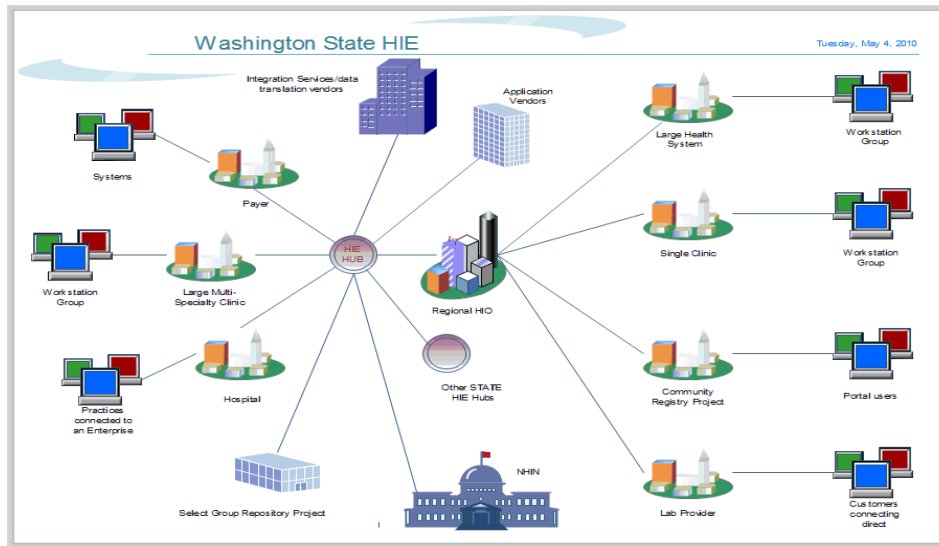 Washington State HIE
Tuesday, May 4, 2010
Integration Services/data
translation vendors
Application
Vendors
Large Health
System
Workstation
Group
Systems
Payer
HIE
HUB
Single Clinic
Workstation
Group
Workstation
Group
Large Multi-
Specialty Clinic
Regional HIO
Other STATE
HIE Hubs
Community
Registry Project
Portal users
Practices
connected to
an Enterprise
Hospital
NHIN
Select Group Repository Project
Lab Provider
Customers
connecting
direct